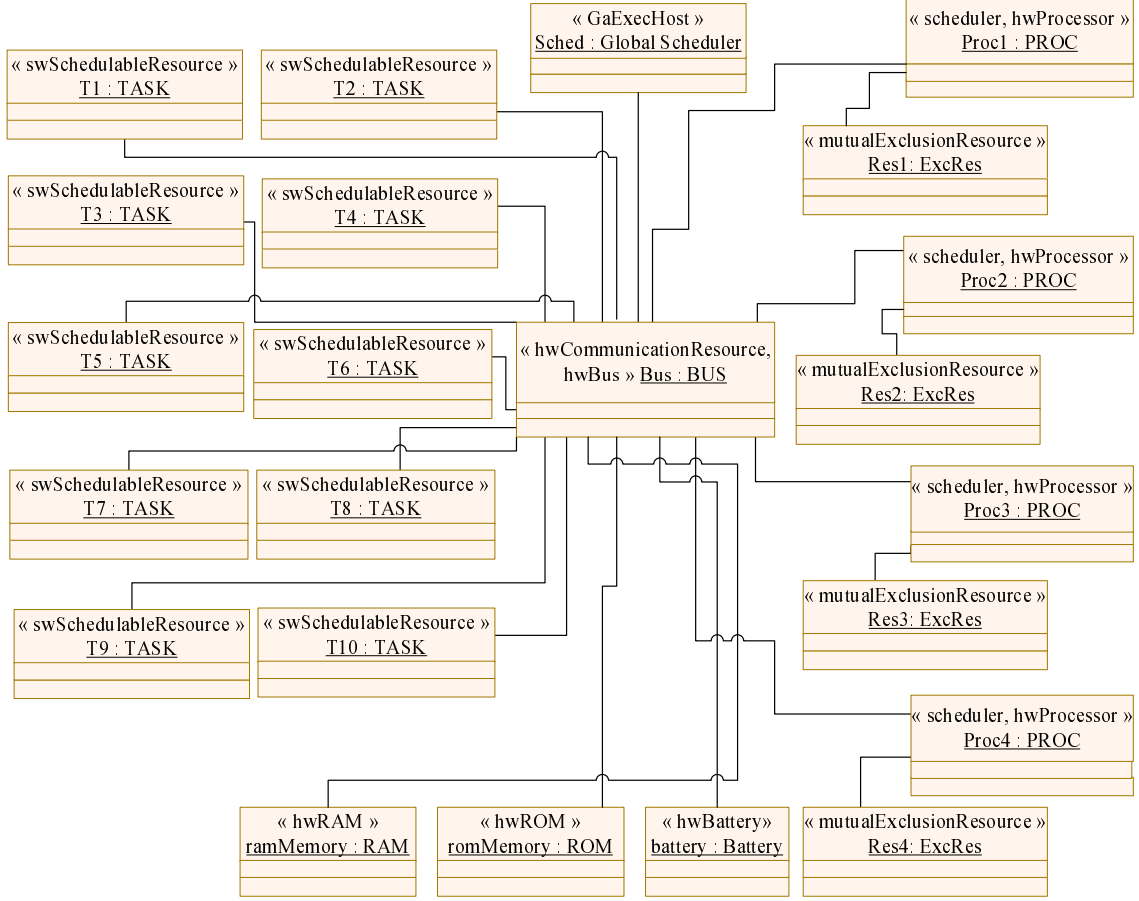 « GaExecHost »
Sched : Global Scheduler
« scheduler, hwProcessor »
Proc1 : PROC
« swSchedulableResource »
T1 : TASK
« swSchedulableResource »
T2 : TASK
« mutualExclusionResource »
Res1: ExcRes
« swSchedulableResource »
T3 : TASK
« swSchedulableResource »
T4 : TASK
« scheduler, hwProcessor »
Proc2 : PROC
« swSchedulableResource »
T5 : TASK
« swSchedulableResource »
T6 : TASK
« hwCommunicationResource,
hwBus » Bus : BUS
« mutualExclusionResource »
Res2: ExcRes
« swSchedulableResource »
T7 : TASK
« swSchedulableResource »
T8 : TASK
« scheduler, hwProcessor »
Proc3 : PROC
« mutualExclusionResource »
Res3: ExcRes
« swSchedulableResource »
T9 : TASK
« swSchedulableResource »
T10 : TASK
« scheduler, hwProcessor »
Proc4 : PROC
« hwRAM »
ramMemory : RAM
« hwROM »
romMemory : ROM
« hwBattery»
battery : Battery
« mutualExclusionResource »
Res4: ExcRes